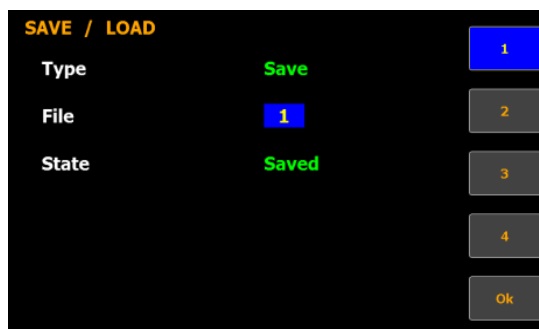 SAVE / LOAD
Type Save
File 1
State Saved
1
2
3
4
Ok